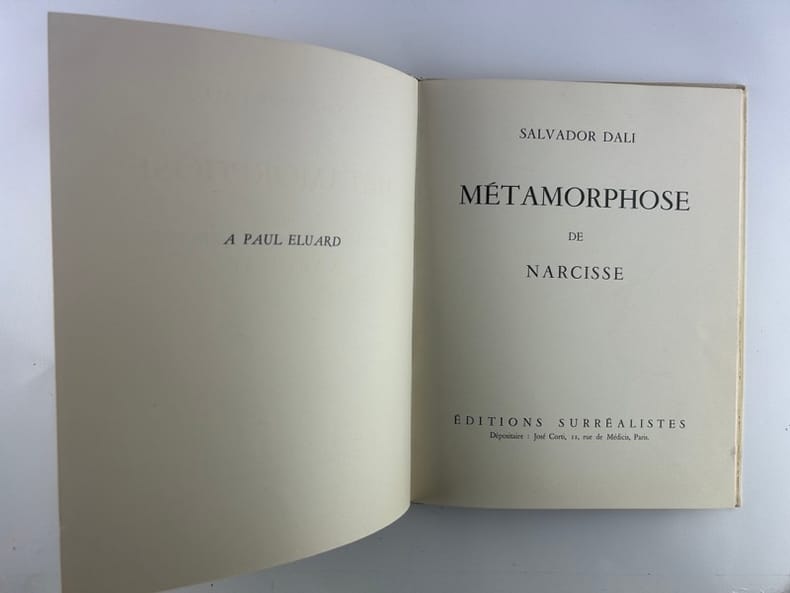 A PAUL ELUARD
SALVADOR DALI
MÉTAMORPHOSE
DE
NARCISSE
ÉDITIONS SURRÉALISTES
Dépositaire : José Corti, 11, rue de Médicis, Paris.